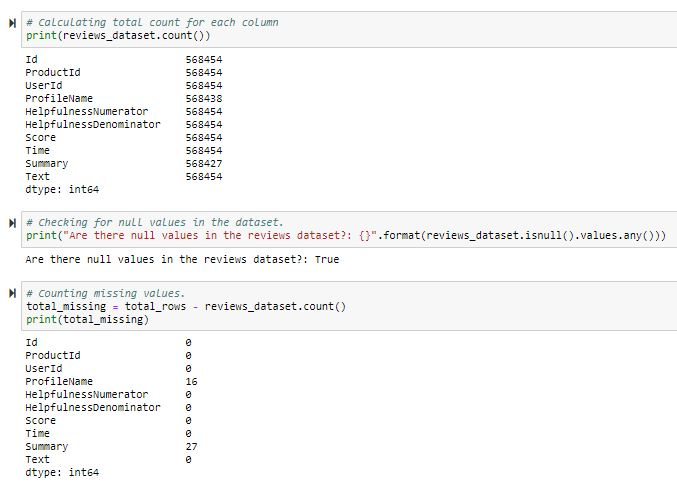 # Calculating total count for each column
print(reviews_dataset.count())
Id 568454
ProductId 568454
UserId 568454
ProfileName 568438
HelpfulnessNumerator 568454
HelpfulnessDenominator 568454
Score 568454
Time 568454
Summary 568427
Text 568454
dtype: int64
# Checking for null values in the dataset.
print("Are there null values in the reviews dataset?: {}".format(reviews_dataset.isnull().values.any()))
Are there null values in the reviews dataset?: True
# Counting missing values.
total_missing = total_rows - reviews_dataset.count()
print(total_missing)
Id 0
ProductId 0
UserId 0
ProfileName 16
HelpfulnessNumerator 0
HelpfulnessDenominator 0
Score 0
Time 0
Summary 27
Text 0
dtype: int64